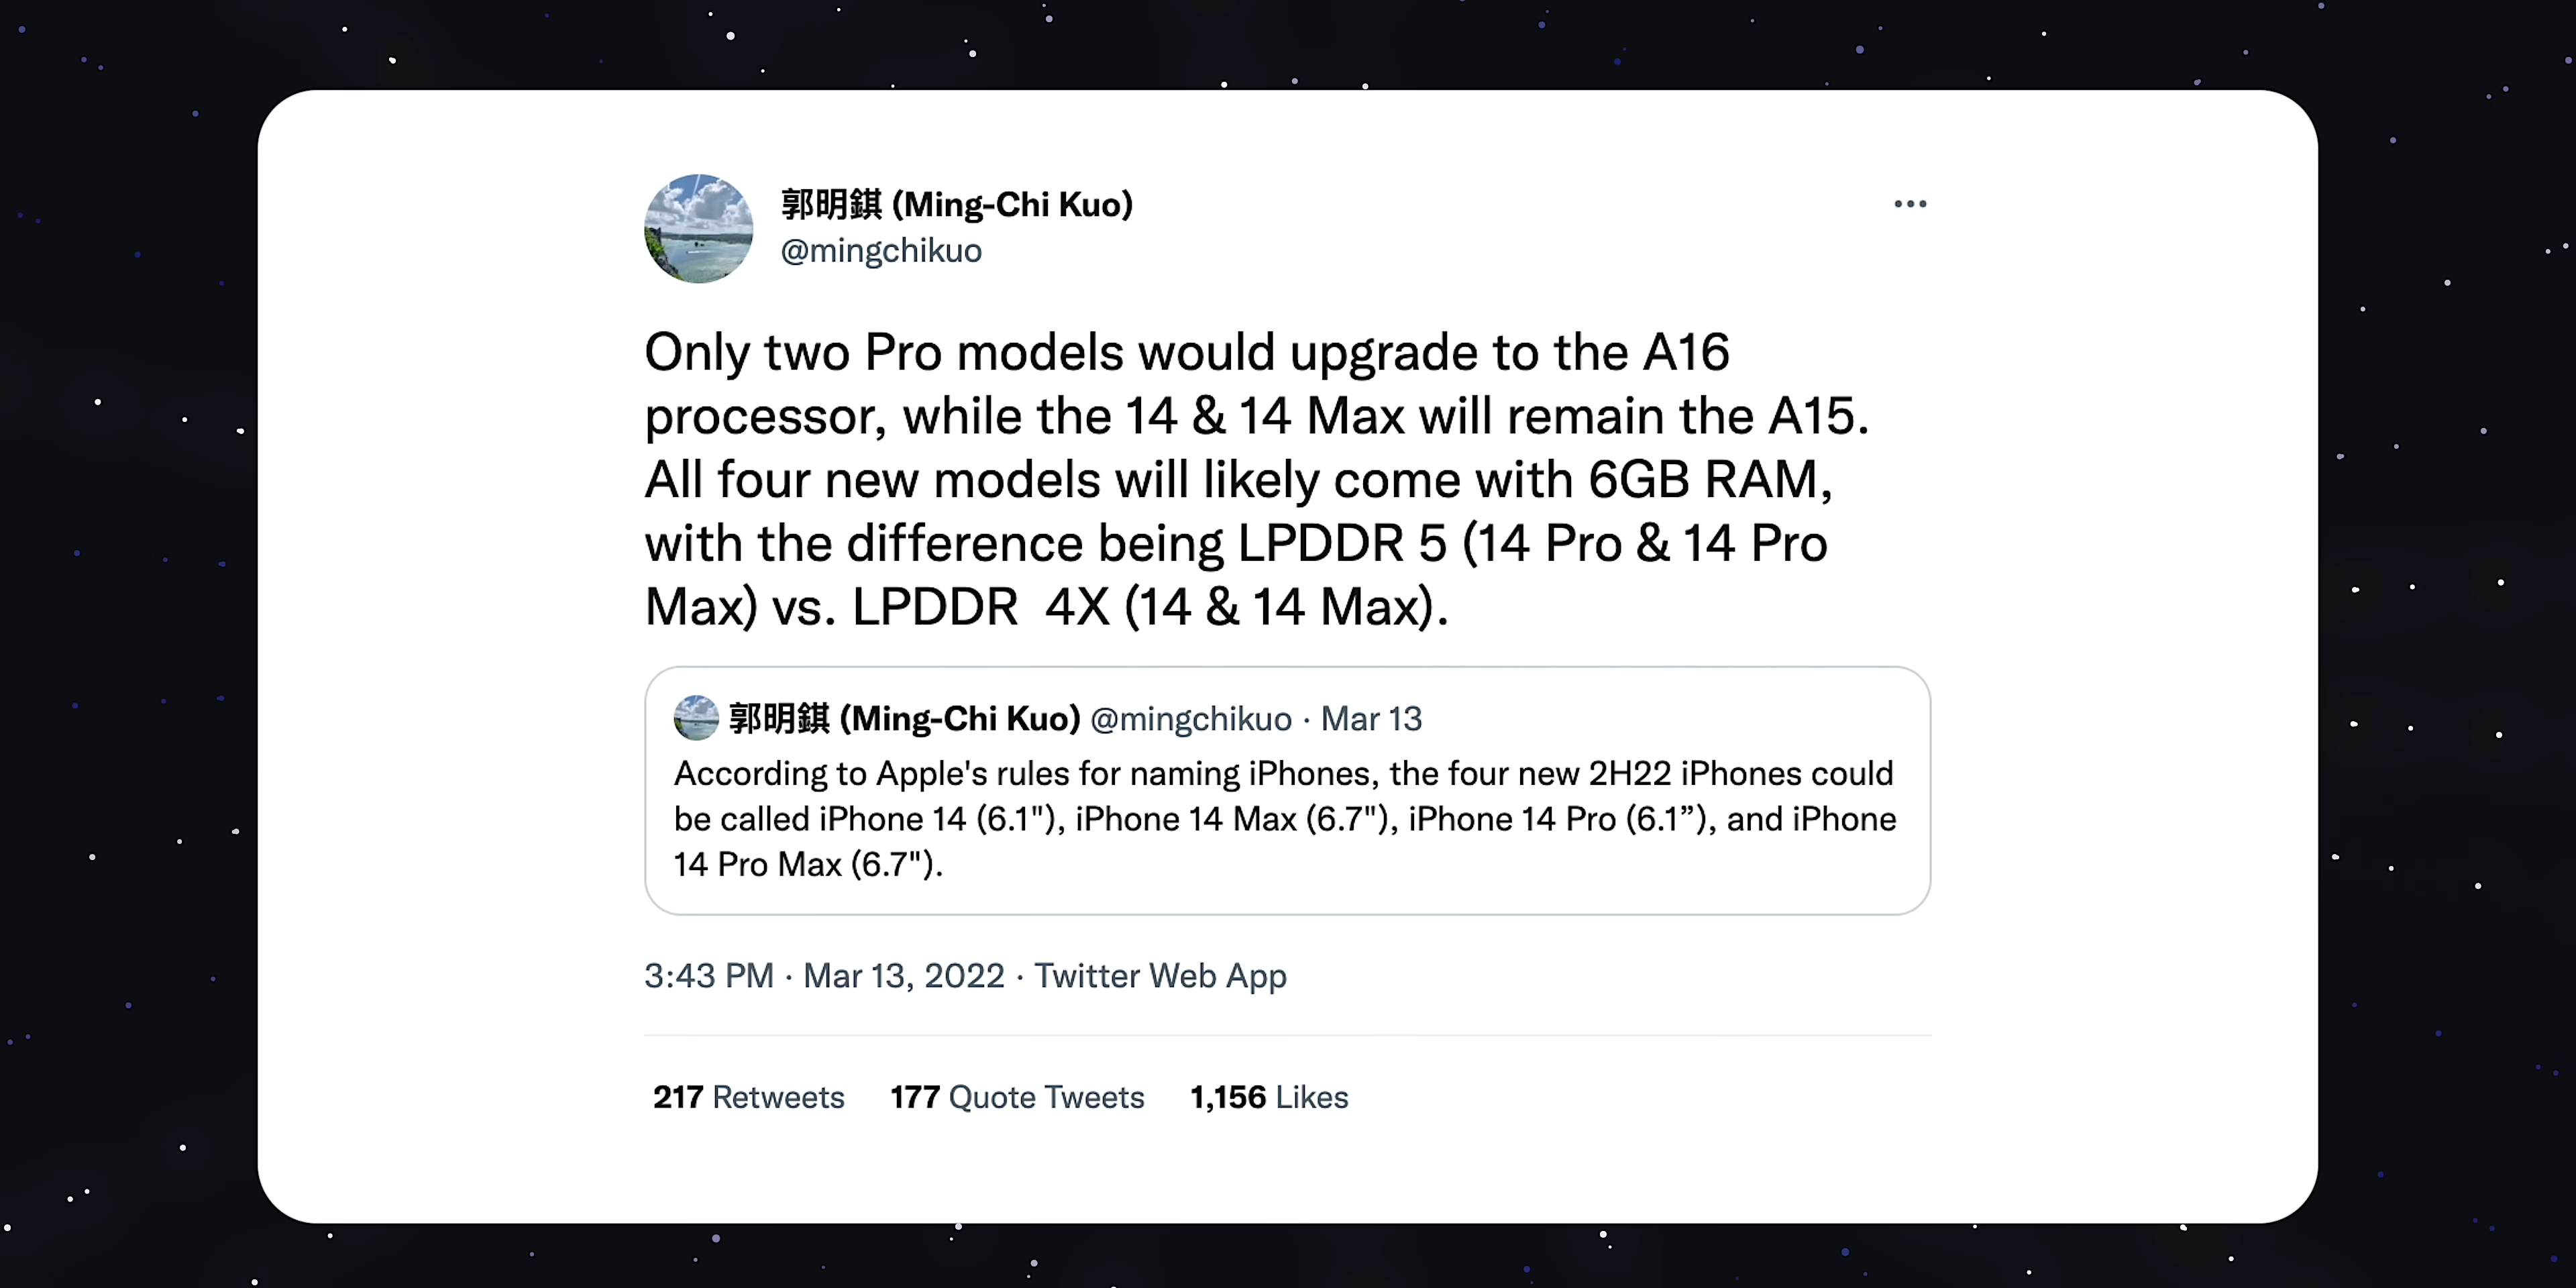 郭明錤 (Ming-Chi Kuo)
@mingchikuo
Only two Pro models would upgrade to the A16
processor, while the 14 & 14 Max will remain the A15.
All four new models will likely come with 6GB RAM,
with the difference being LPDDR 5 (14 Pro & 14 Pro
Max) vs. LPDDR  4X (14 & 14 Max).
郭明錤 (Ming-Chi Kuo) @mingchikuo · Mar 13
According to Apple's rules for naming iPhones, the four new 2H22 iPhones could
be called iPhone 14 (6.1"), iPhone 14 Max (6.7"), iPhone 14 Pro (6.1”), and iPhone
14 Pro Max (6.7").
3:43 PM · Mar 13, 2022 · Twitter Web App
217 Retweets 177 Quote Tweets 1,156 Likes